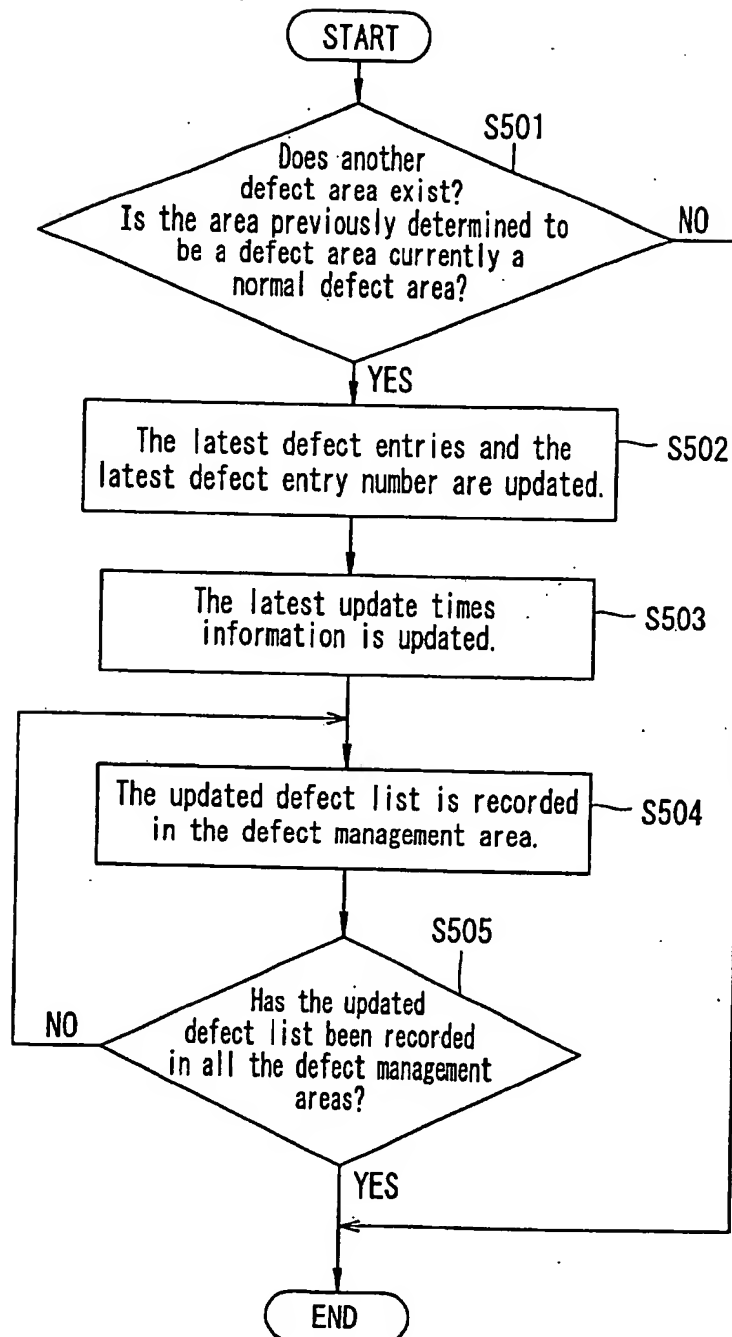 START
S501
Does another
defect area exist?
Is the area previously determined to
be a defect area currently a
normal defect area?
NO
YES
The latest defect entries and the
latest defect entry number are updated.
S502
The latest update times
information is updated.
S503
The updated defect list is recorded
in the defect management area.
S504
S505
Has the updated
defect list been recorded
in all the defect management
areas?
NO
YES
END